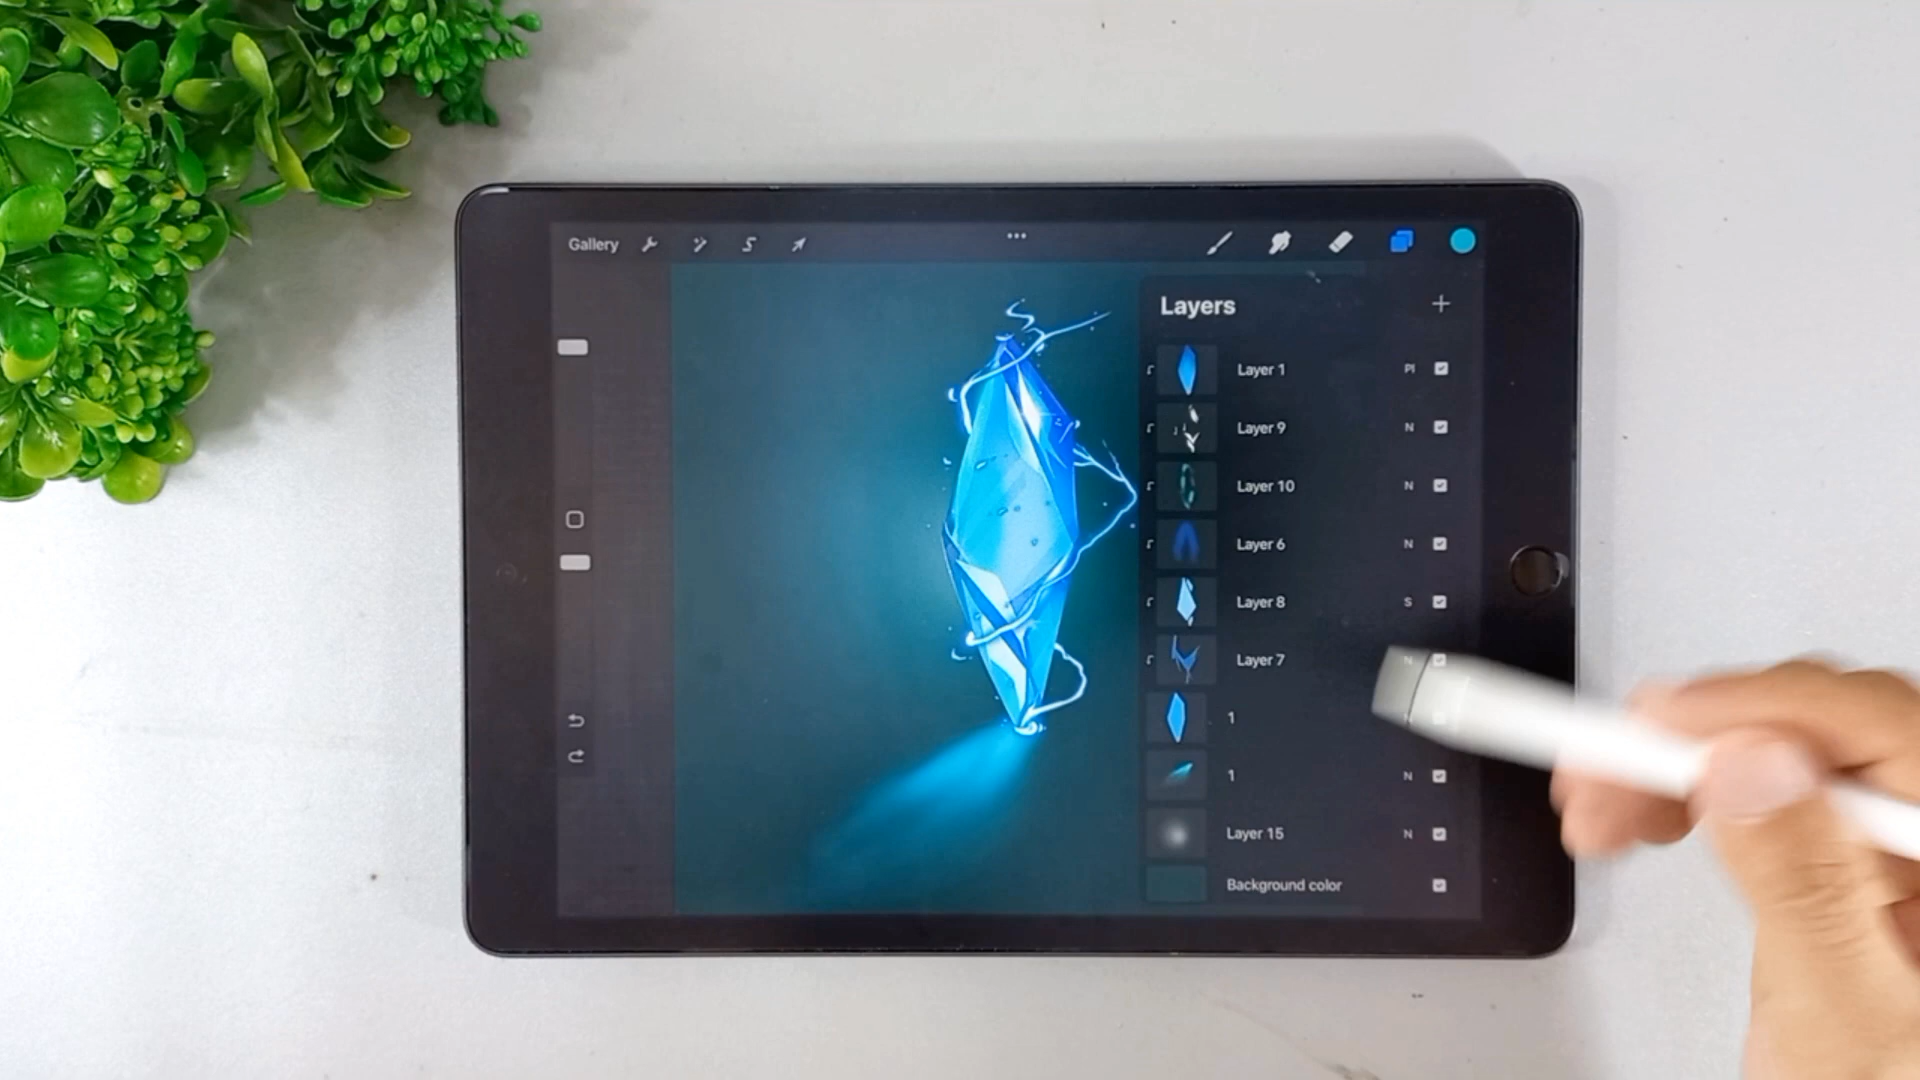 Gallery
Layers
Layer 1 Pl
Layer 9 N
Layer 10 N
Layer 6 N
Layer 8 S
Layer 7 N
1
1 N
Layer 15 N
Background color